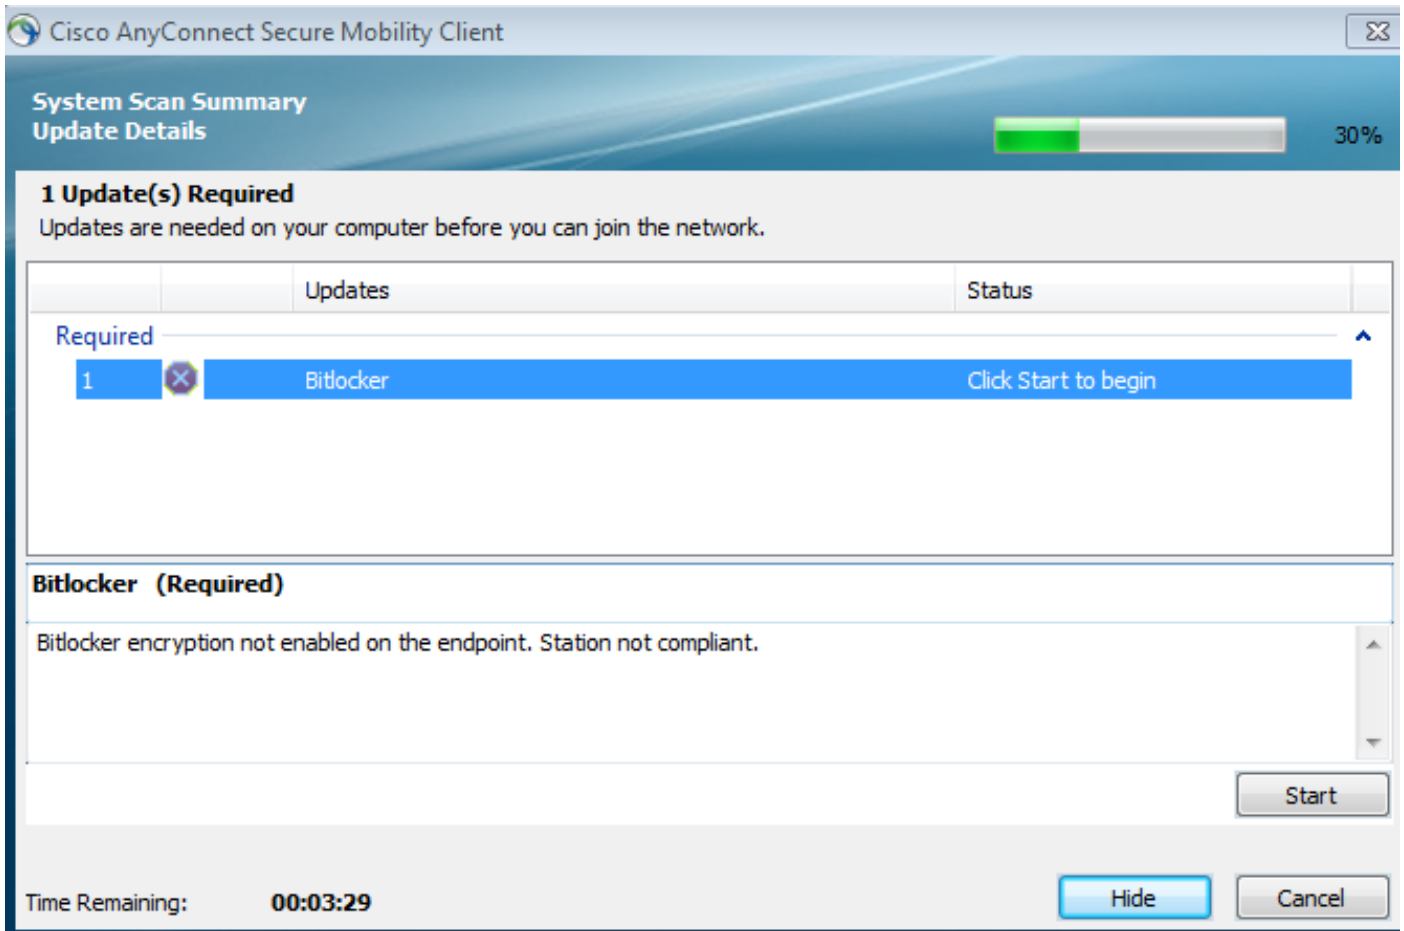 Cisco AnyConnect Secure Mobility Client
System Scan Summary
Update Details
30%
1 Update(s) Required
Updates are needed on your computer before you can join the network.
Updates Status
Required
1 Bitlocker Click Start to begin
Bitlocker (Required)
Bitlocker encryption not enabled on the endpoint. Station not compliant.
Start
Time Remaining: 00:03:29 Hide Cancel